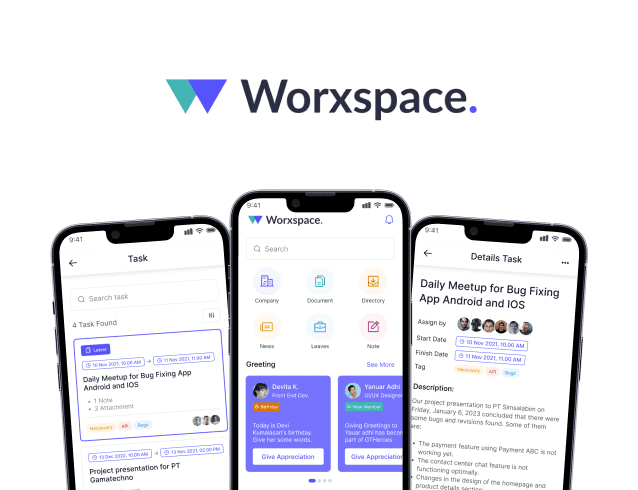 Worxspace.
9:41
Task
Search task
4 Task Found
Latest
10 Nov 2021, 10.00 AM
11 Nov 2021, 11.00 AM
Daily Meetup for Bug Fixing App
Android and IOS
1 Note
3 Attachment
Necessary
API
Bugs
13 Dec 2022, 10.00 AM
13 Nov 2021, 02.00 PM
Project presentation for PT
Gamatechno
9:41
Worxspace.
Search
Company
Document
Directory
News
Leaves
Note
Greeting
See More
Devita K.
Front End Dev.
Birthday
Today is Devi
Kumalasari's birthday.
Give her some words.
Give Appreciation
Yanuar Adhi
UI/UX Designer
New Member
Giving Greetings to
Yauar adhi has become
part of GTHeroes
Give Appreciation
9:41
Details Task
Daily Meetup for Bug Fixing
App Android and IOS
Assign by
Start Date
10 Nov 2021, 10.00 AM
Finish Date
11 Nov 2021, 11.00 AM
Tag
Necessary
API
Bugs
Description:
Our project presentation to PT Simsalabim on
Friday, January 6, 2023 concluded that there were
some bugs and revisions found. Some of them
are:
The payment feature using Payment ABC is not
working yet.
The contact center chat feature is not
functioning optimally.
Changes in the design of the homepage and
product details section